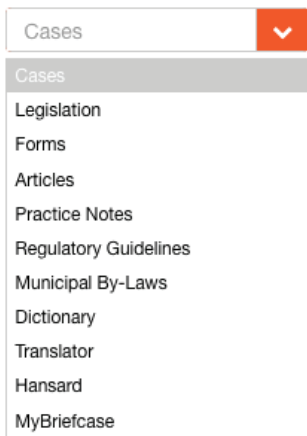 Cases
Cases
Legislation
Forms
Articles
Practice Notes
Regulatory Guidelines
Municipal By-Laws
Dictionary
Translator
Hansard
MyBriefcase